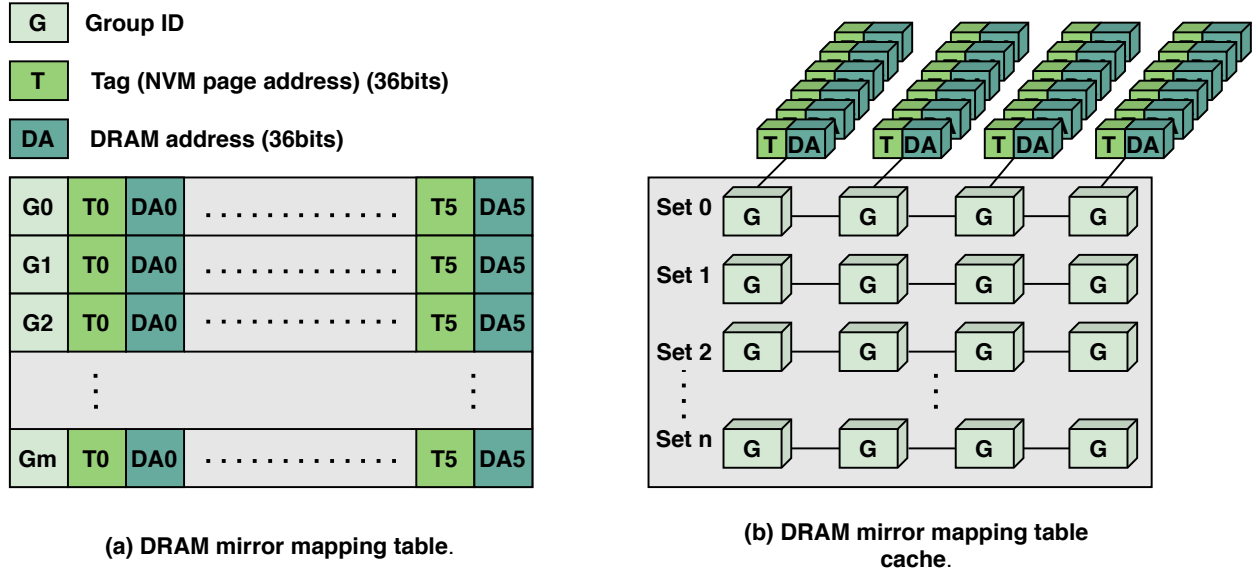 G Group ID
T Tag (NVM page address) (36bits)
DA DRAM address (36bits)
G0 T0 DA0 ............. T5 DA5
G1 T0 DA0 ............. T5 DA5
G2 T0 DA0 ............. T5 DA5
Gm T0 DA0 ............. T5 DA5
(a) DRAM mirror mapping table.
T DA T DA T DA T DA
Set 0 G G G G
Set 1 G G G G
Set 2 G G G G
Set n G G G G
(b) DRAM mirror mapping table
cache.